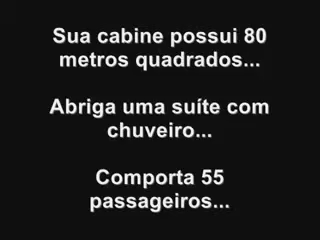 Sua cabine possui 80
metros quadrados...
Abriga uma suíte com
chuveiro...
Comporta 55
passageiros...